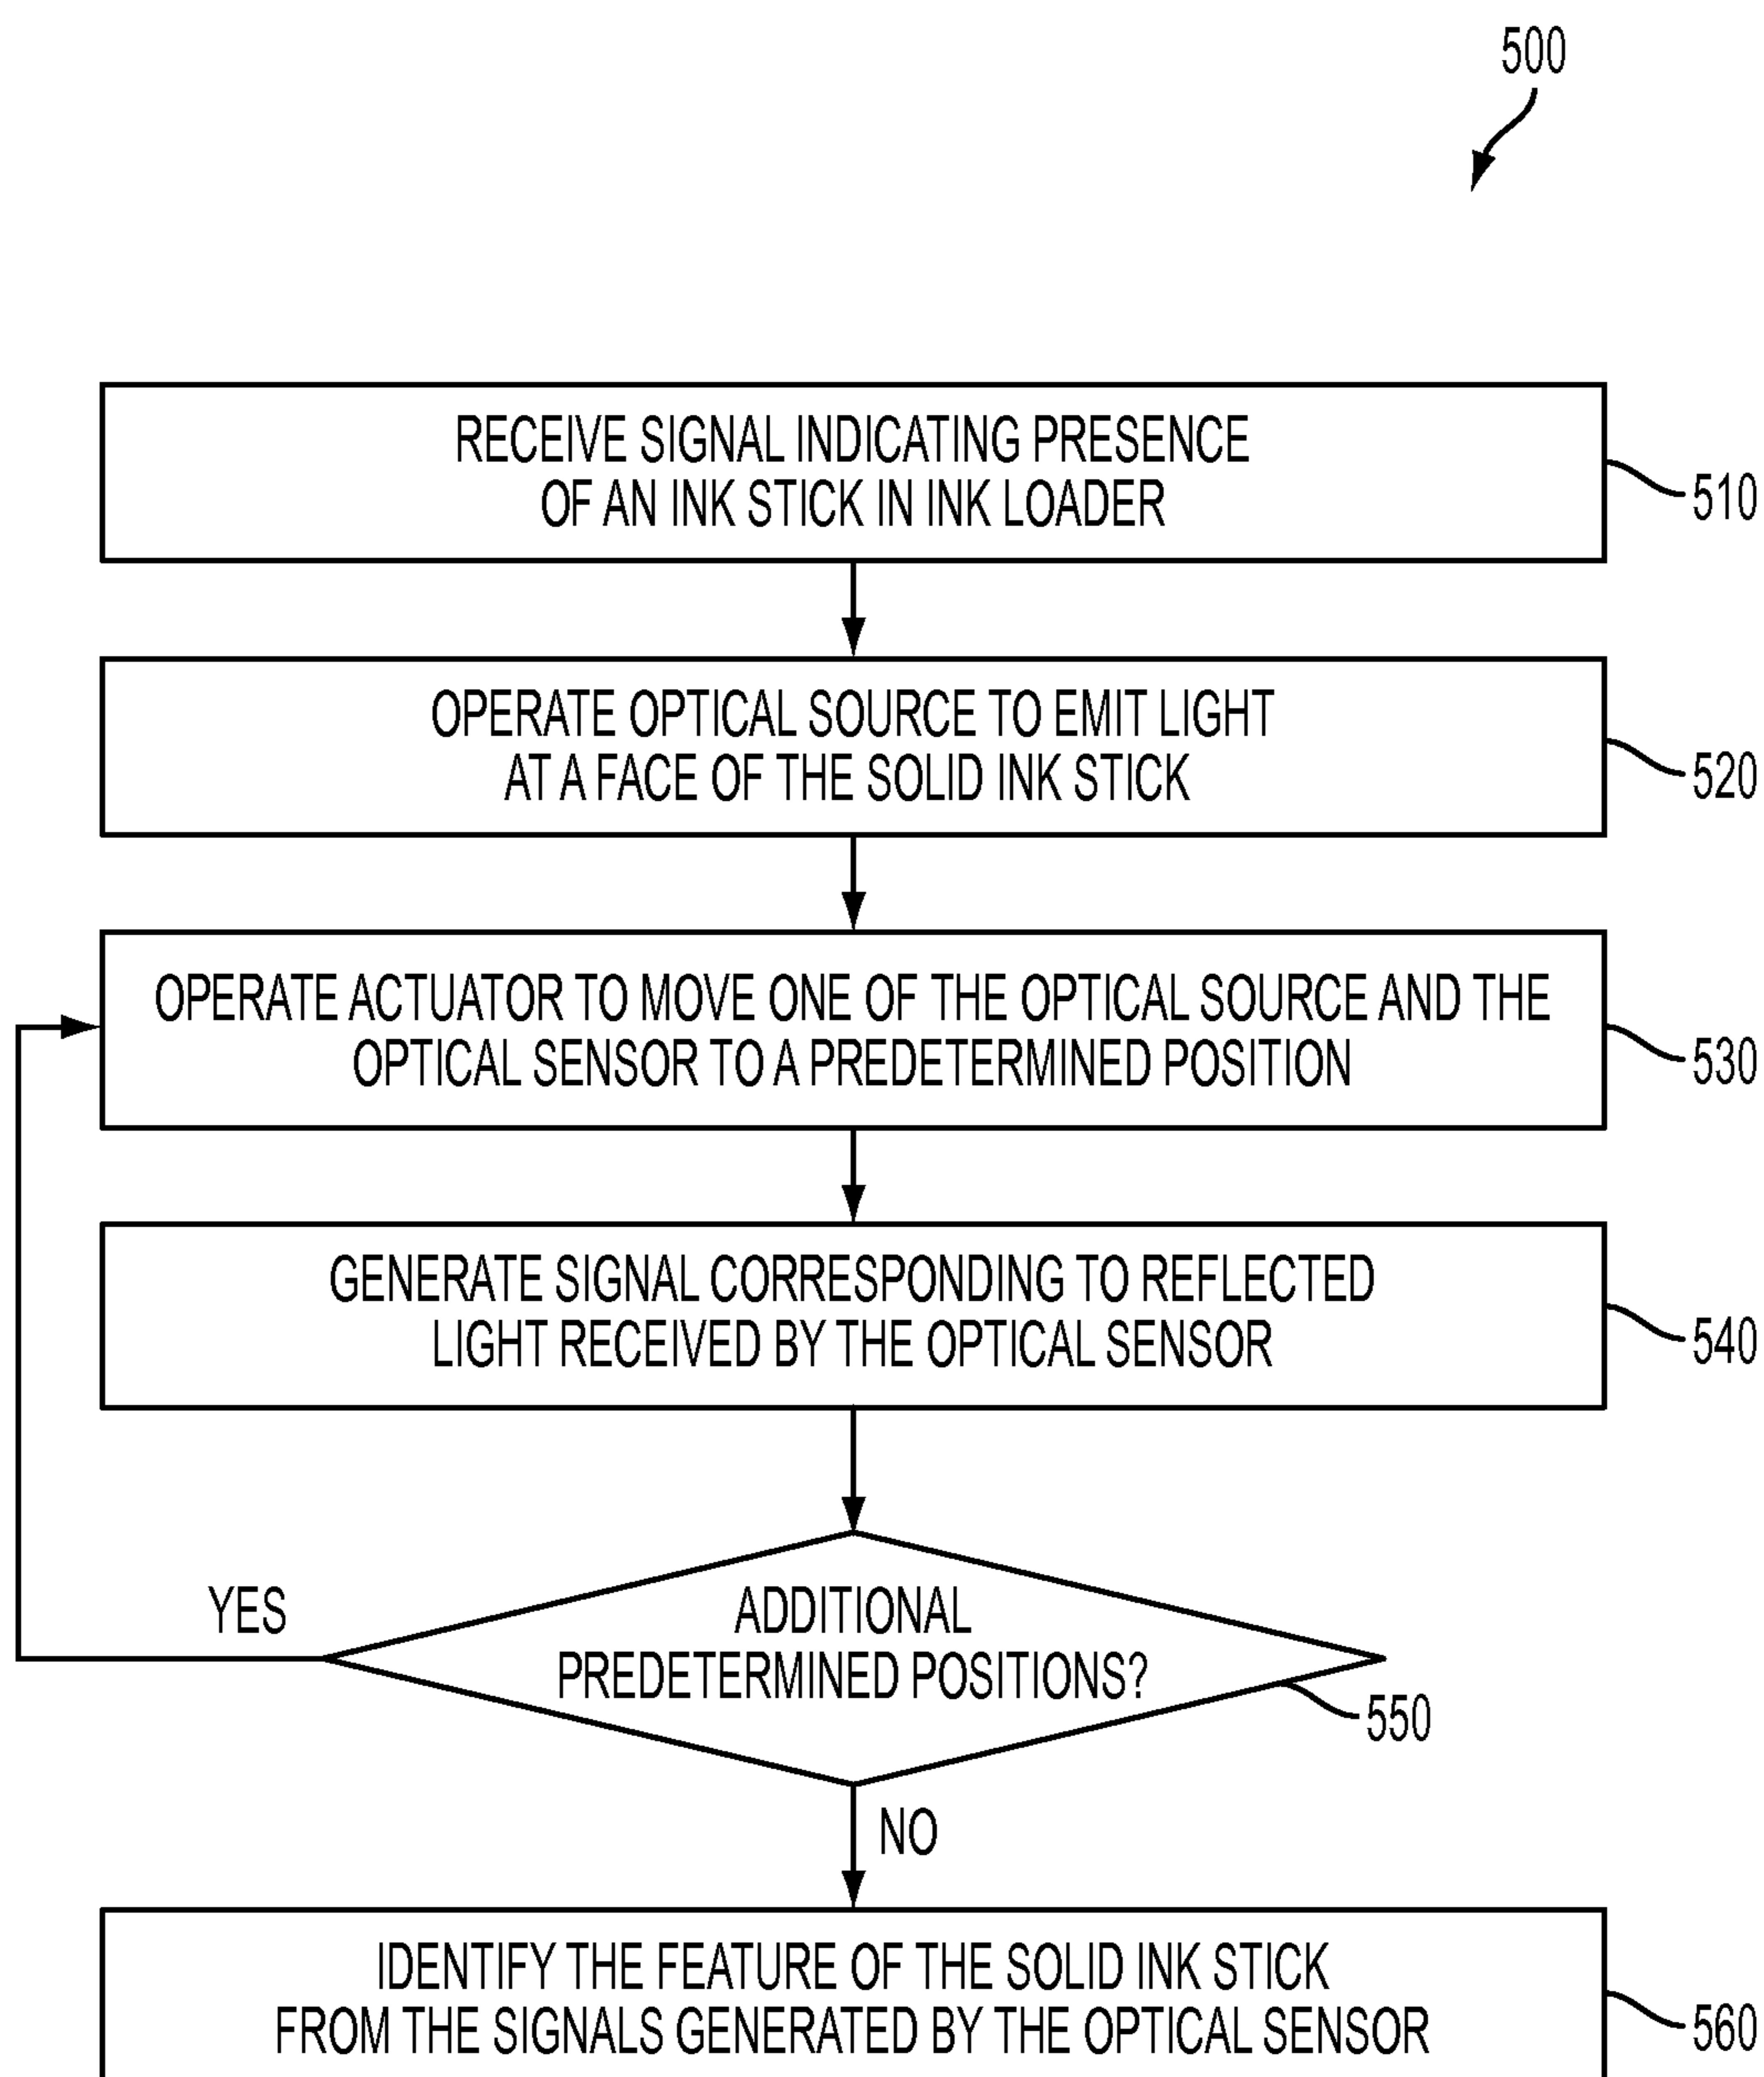 500
RECEIVE SIGNAL INDICATING PRESENCE
OF AN INK STICK IN INK LOADER
510
OPERATE OPTICAL SOURCE TO EMIT LIGHT
AT A FACE OF THE SOLID INK STICK
520
OPERATE ACTUATOR TO MOVE ONE OF THE OPTICAL SOURCE AND THE
OPTICAL SENSOR TO A PREDETERMINED POSITION
530
GENERATE SIGNAL CORRESPONDING TO REFLECTED
LIGHT RECEIVED BY THE OPTICAL SENSOR
540
YES
ADDITIONAL
PREDETERMINED POSITIONS?
550
NO
IDENTIFY THE FEATURE OF THE SOLID INK STICK
FROM THE SIGNALS GENERATED BY THE OPTICAL SENSOR
560